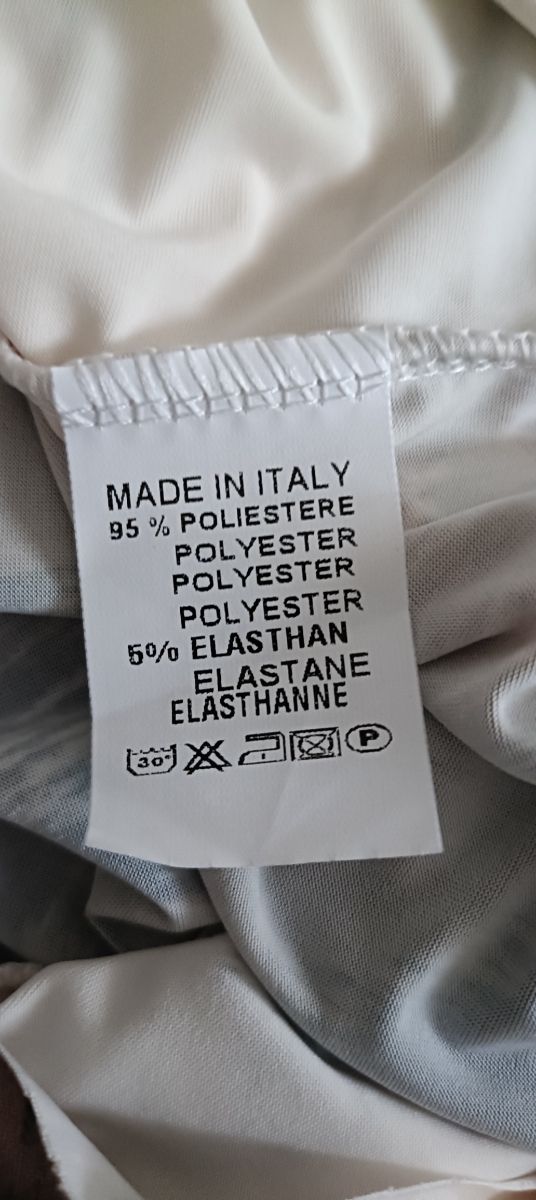 MADE IN ITALY
95 % POLIESTERE
POLYESTER
POLYESTER
POLYESTER
5% ELASTHAN
ELASTANE
ELASTHANNE
30° P